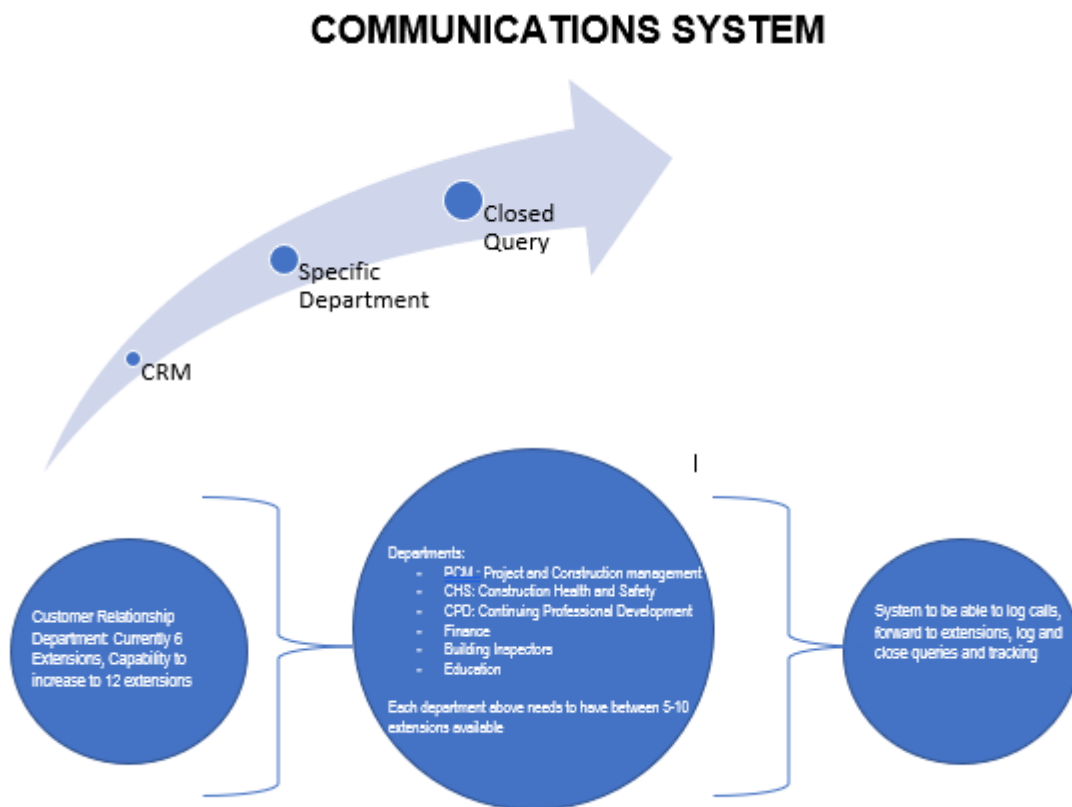 COMMUNICATIONS SYSTEM
Closed
Query
Specific
Department
CRM
Customer Relationship
Department: Currently 6
Extensions, Capability to
increase to 12 extensions
Departments:
- PCM : Project and Construction management
- CHS: Construction Health and Safety
- CPD: Continuing Professional Development
- Finance
- Building Inspectors
- Education
Each department above needs to have between 5-10
extensions available
System to be able to log calls,
forward to extensions, log and
close queries and tracking